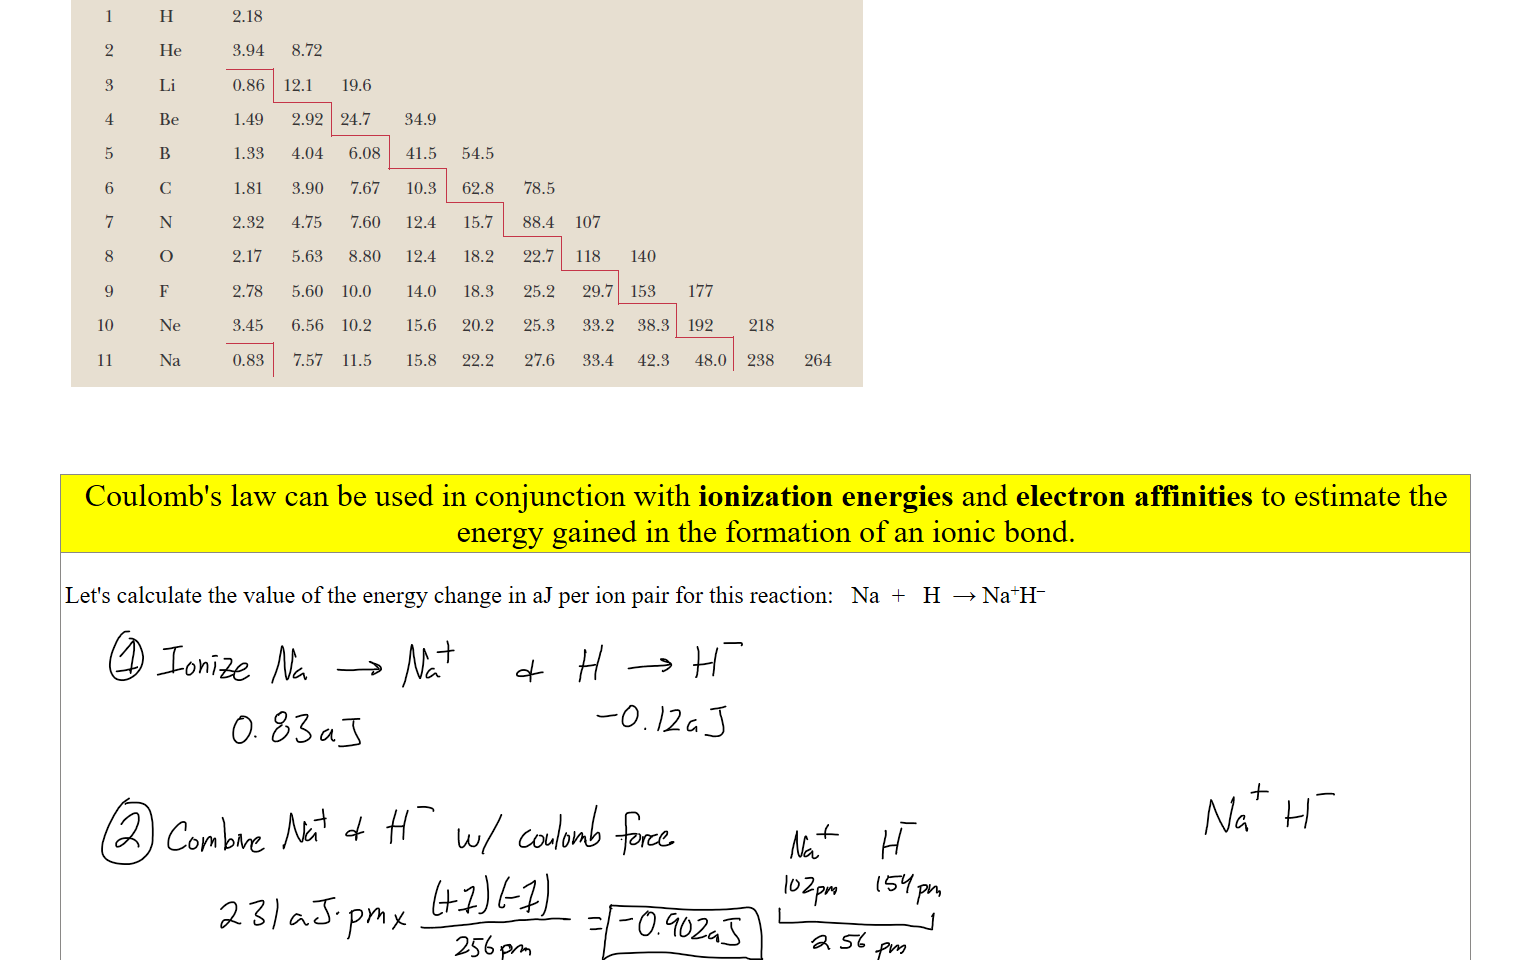 1 H 2.18
2 He 3.94 8.72
3 Li 0.86 12.1 19.6
4 Be 1.49 2.92 24.7 34.9
5 B 1.33 4.04 6.08 41.5 54.5
6 C 1.81 3.90 7.67 10.3 62.8 78.5
7 N 2.32 4.75 7.60 12.4 15.7 88.4 107
8 O 2.17 5.63 8.80 12.4 18.2 22.7 118 140
9 F 2.78 5.60 10.0 14.0 18.3 25.2 29.7 153 177
10 Ne 3.45 6.56 10.2 15.6 20.2 25.3 33.2 38.3 192 218
11 Na 0.83 7.57 11.5 15.8 22.2 27.6 33.4 42.3 48.0 238 264
Coulomb's law can be used in conjunction with ionization energies and electron affinities to estimate the
energy gained in the formation of an ionic bond.
Let's calculate the value of the energy change in aJ per ion pair for this reaction: Na + H → Na⁺H⁻
① Ionize Na → Na⁺ & H → H⁻
0.83 aJ −0.12 aJ
② Combine Na⁺ & H⁻ w/ coulomb force
Na⁺ H⁻
Na⁺ H⁻
102 pm 154 pm
256 pm
231 aJ·pm x (+1)(-1) / 256 pm = -0.902 aJ